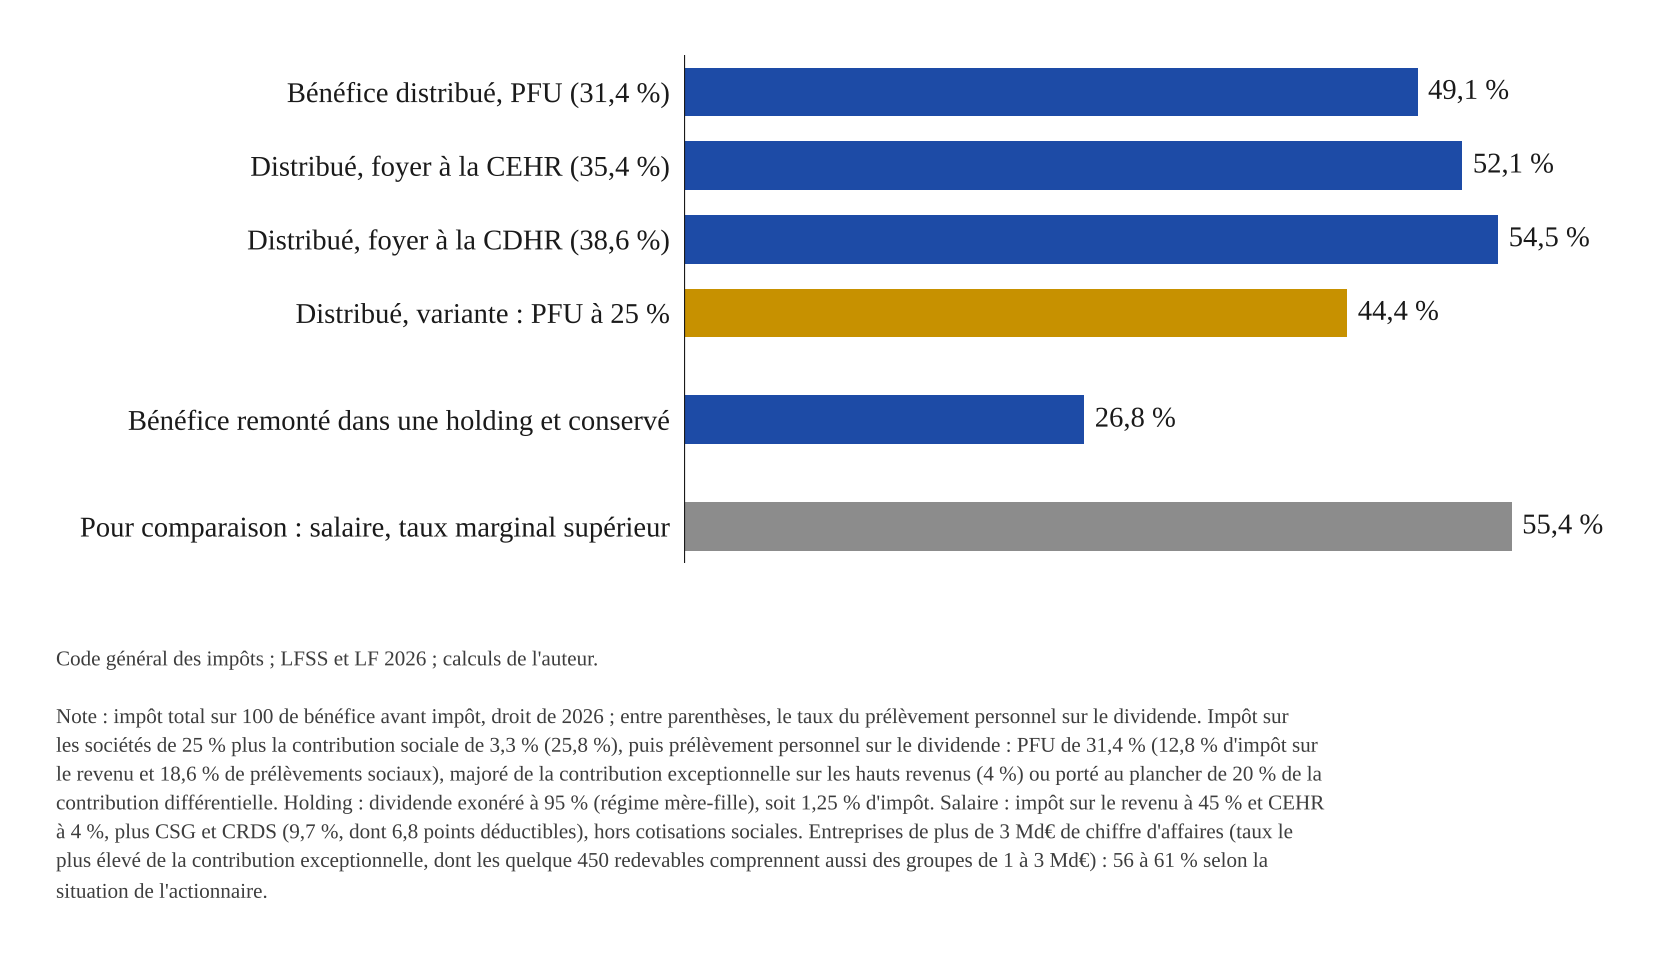 Bénéfice distribué, PFU (31,4 %) 49,1 %
Distribué, foyer à la CEHR (35,4 %) 52,1 %
Distribué, foyer à la CDHR (38,6 %) 54,5 %
Distribué, variante : PFU à 25 % 44,4 %
Bénéfice remonté dans une holding et conservé 26,8 %
Pour comparaison : salaire, taux marginal supérieur 55,4 %
Code général des impôts ; LFSS et LF 2026 ; calculs de l'auteur.
Note : impôt total sur 100 de bénéfice avant impôt, droit de 2026 ; entre parenthèses, le taux du prélèvement personnel sur le dividende. Impôt sur
les sociétés de 25 % plus la contribution sociale de 3,3 % (25,8 %), puis prélèvement personnel sur le dividende : PFU de 31,4 % (12,8 % d'impôt sur
le revenu et 18,6 % de prélèvements sociaux), majoré de la contribution exceptionnelle sur les hauts revenus (4 %) ou porté au plancher de 20 % de la
contribution différentielle. Holding : dividende exonéré à 95 % (régime mère-fille), soit 1,25 % d'impôt. Salaire : impôt sur le revenu à 45 % et CEHR
à 4 %, plus CSG et CRDS (9,7 %, dont 6,8 points déductibles), hors cotisations sociales. Entreprises de plus de 3 Md€ de chiffre d'affaires (taux le
plus élevé de la contribution exceptionnelle, dont les quelque 450 redevables comprennent aussi des groupes de 1 à 3 Md€) : 56 à 61 % selon la
situation de l'actionnaire.